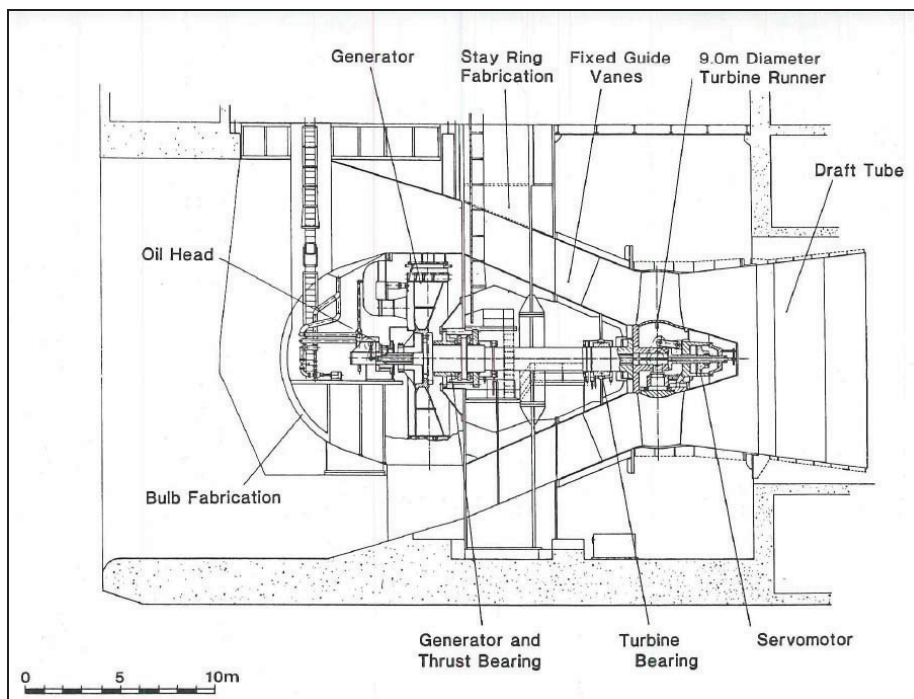 Generator
Stay Ring
Fabrication
Fixed Guide
Vanes
9.0m Diameter
Turbine Runner
Draft Tube
Oil Head
Bulb Fabrication
Generator and
Thrust Bearing
Turbine
Bearing
Servomotor
0 5 10m